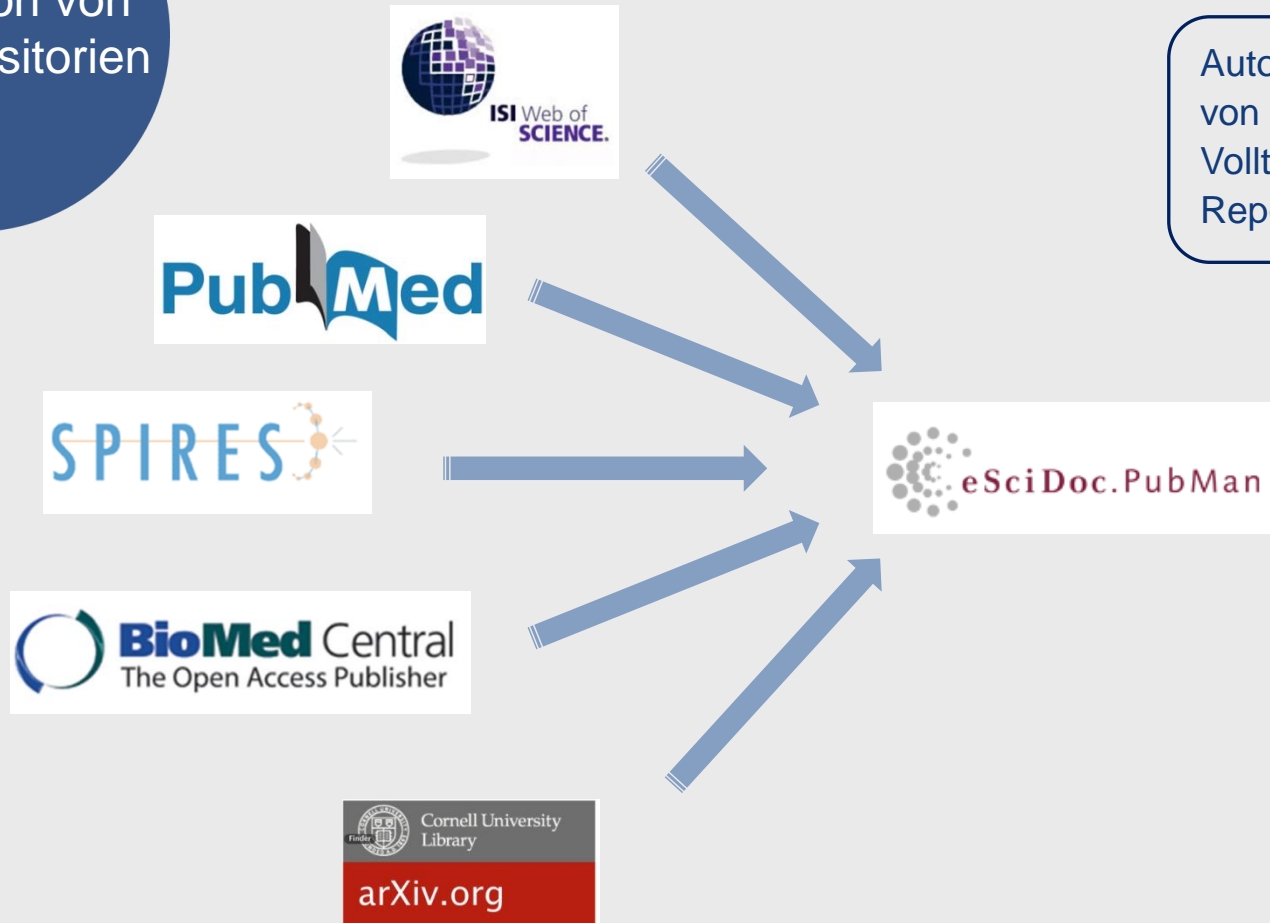 on von
sitorien
ISI Web of
SCIENCE.
Auto
von
Vollt
Rep
PubMed
SPIRES
eSciDoc.PubMan
BioMed Central
The Open Access Publisher
Cornell University
Library
Finder
arXiv.org